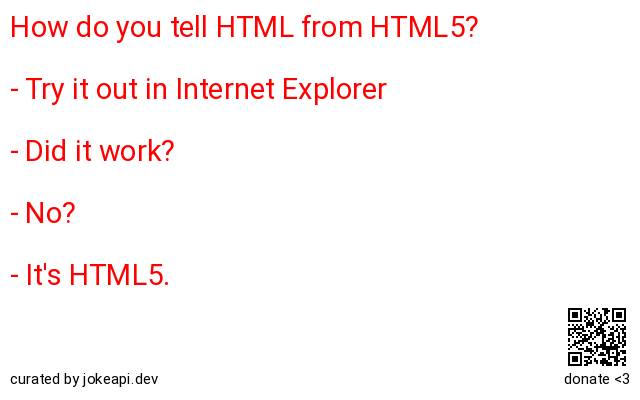 How do you tell HTML from HTML5?
- Try it out in Internet Explorer
- Did it work?
- No?
- It's HTML5.
curated by jokeapi.dev
donate <3